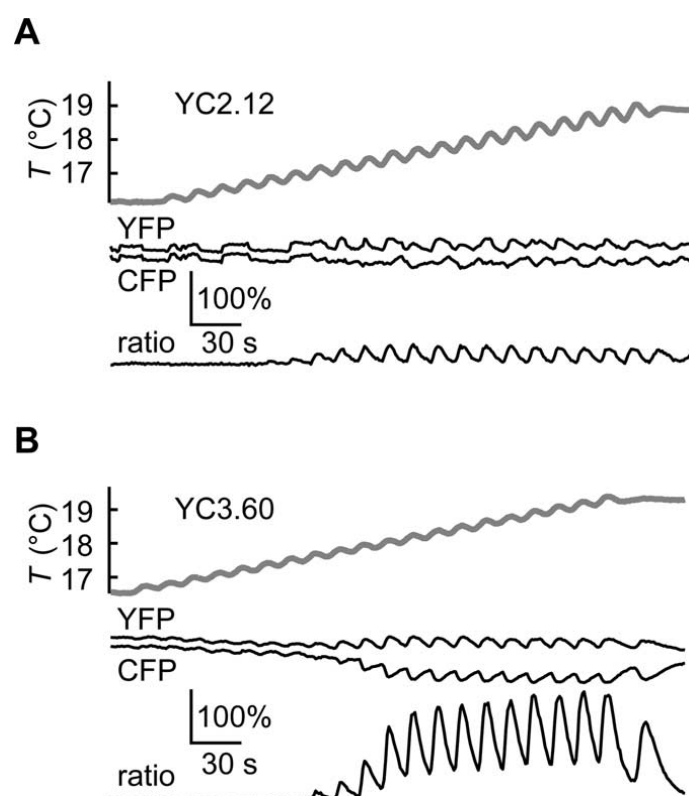 A
YC2.12
T (°C)
19
18
17
YFP
CFP
100%
30 s
ratio
B
YC3.60
T (°C)
19
18
17
YFP
CFP
100%
30 s
ratio